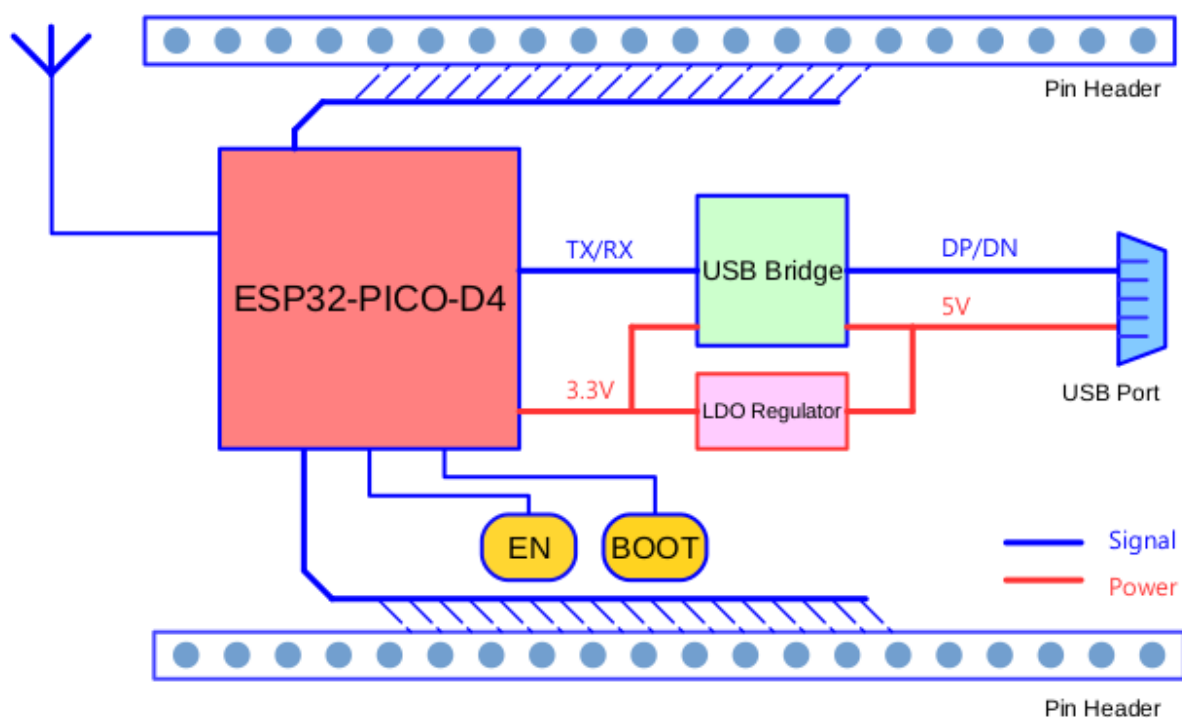 Pin Header
TX/RX
DP/DN
USB Bridge
ESP32-PICO-D4
5V
3.3V
LDO Regulator
USB Port
EN
BOOT
Signal
Power
Pin Header